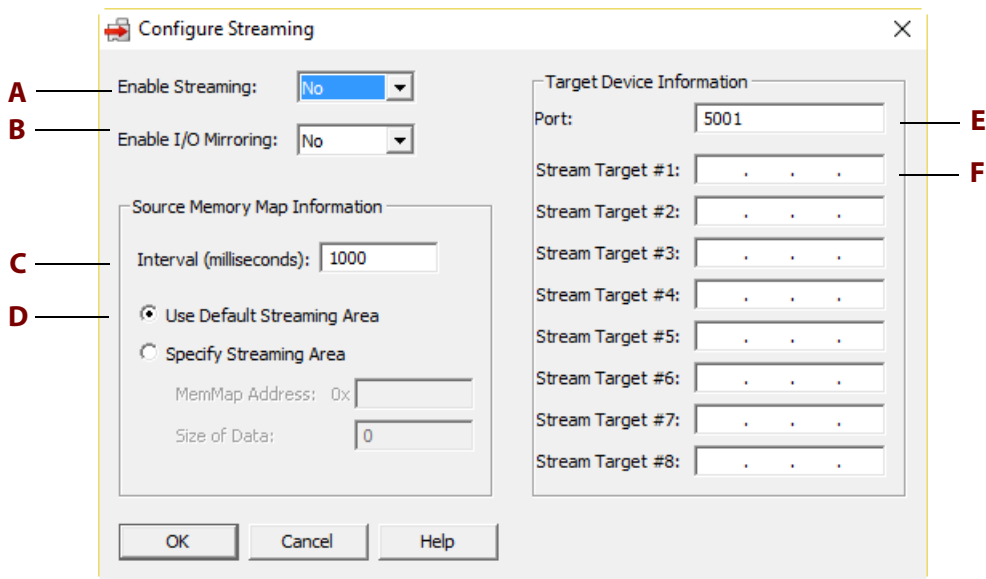 Configure Streaming
A
Enable Streaming: No
B
Enable I/O Mirroring: No
Source Memory Map Information
C
Interval (milliseconds): 1000
D
Use Default Streaming Area
Specify Streaming Area
MemMap Address: 0x
Size of Data: 0
Target Device Information
Port: 5001
E
Stream Target #1: . . .
F
Stream Target #2: . . .
Stream Target #3: . . .
Stream Target #4: . . .
Stream Target #5: . . .
Stream Target #6: . . .
Stream Target #7: . . .
Stream Target #8: . . .
OK Cancel Help